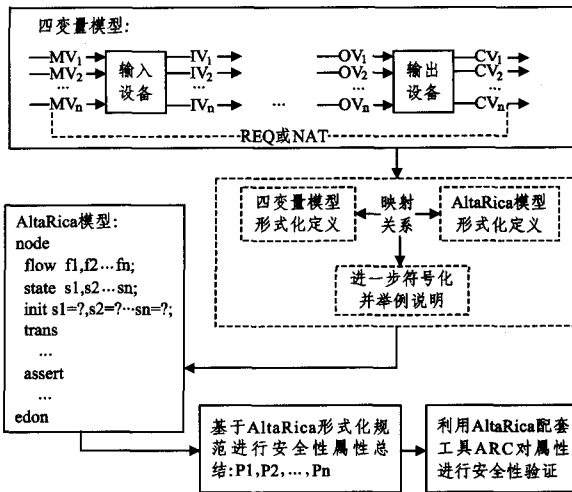 四变量模型:
MV1 IV1 OV1 CV1
MV2 输入 IV2 OV2 输出 CV2
... 设备 ... ... 设备 ...
MVn IVn ... OVn CVn
REQ或NAT
四变量模型 映射 AltaRica模型
形式化定义 关系 形式化定义
进一步符号化
并举例说明
AltaRica模型:
node
flow f1,f2…fn;
state s1,s2…sn;
init s1=?,s2=?…sn=?;
trans
...
assert
...
edon
基于AltaRica形式化规
范进行安全性属性总
结:P1,P2,…,Pn
利用AltaRica配套
工具ARC对属性
进行安全性验证